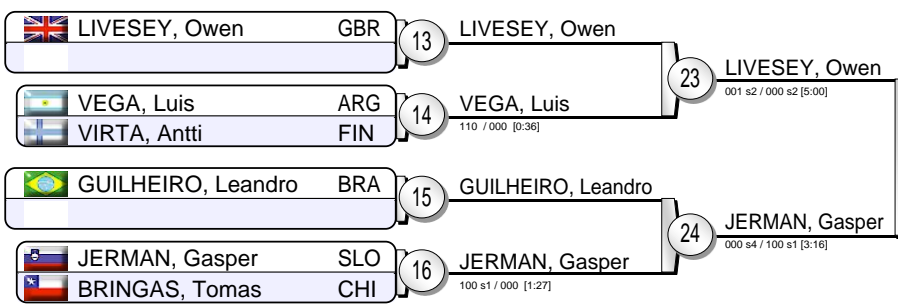 LIVESEY, Owen GBR
13
LIVESEY, Owen
VEGA, Luis ARG
VIRTA, Antti FIN
14
VEGA, Luis
110 / 000 [0:36]
23
LIVESEY, Owen
001 s2 / 000 s2 [5:00]
GUILHEIRO, Leandro BRA
15
GUILHEIRO, Leandro
JERMAN, Gasper SLO
BRINGAS, Tomas CHI
16
JERMAN, Gasper
100 s1 / 000 [1:27]
24
JERMAN, Gasper
000 s4 / 100 s1 [3:16]